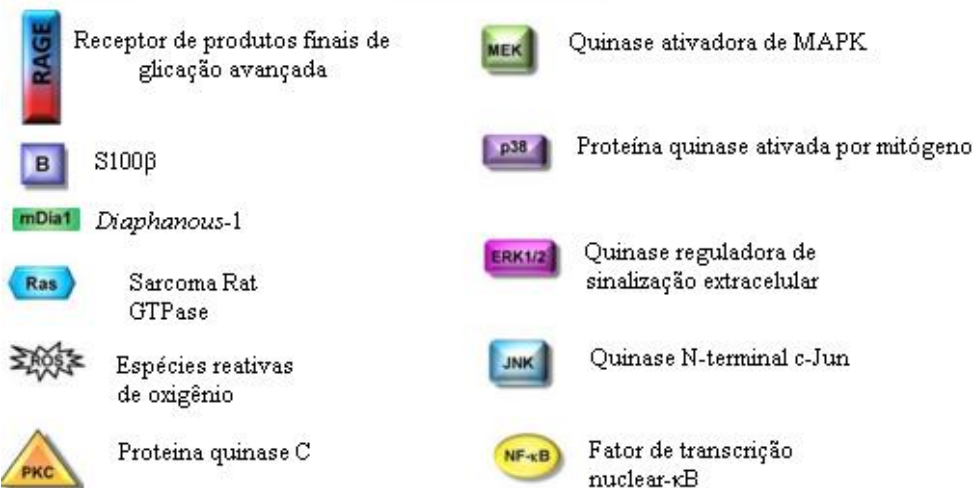 RAGE
Receptor de produtos finais de
glicação avançada
B
S100β
mDia1
Diaphanous-1
Ras
Sarcoma Rat
GTPase
ROS
Espécies reativas
de oxigênio
PKC
Proteina quinase C
MEK
Quinase ativadora de MAPK
p38
Proteína quinase ativada por mitógeno
ERK1/2
Quinase reguladora de
sinalização extracelular
JNK
Quinase N-terminal c-Jun
NF-κB
Fator de transcrição
nuclear-κB